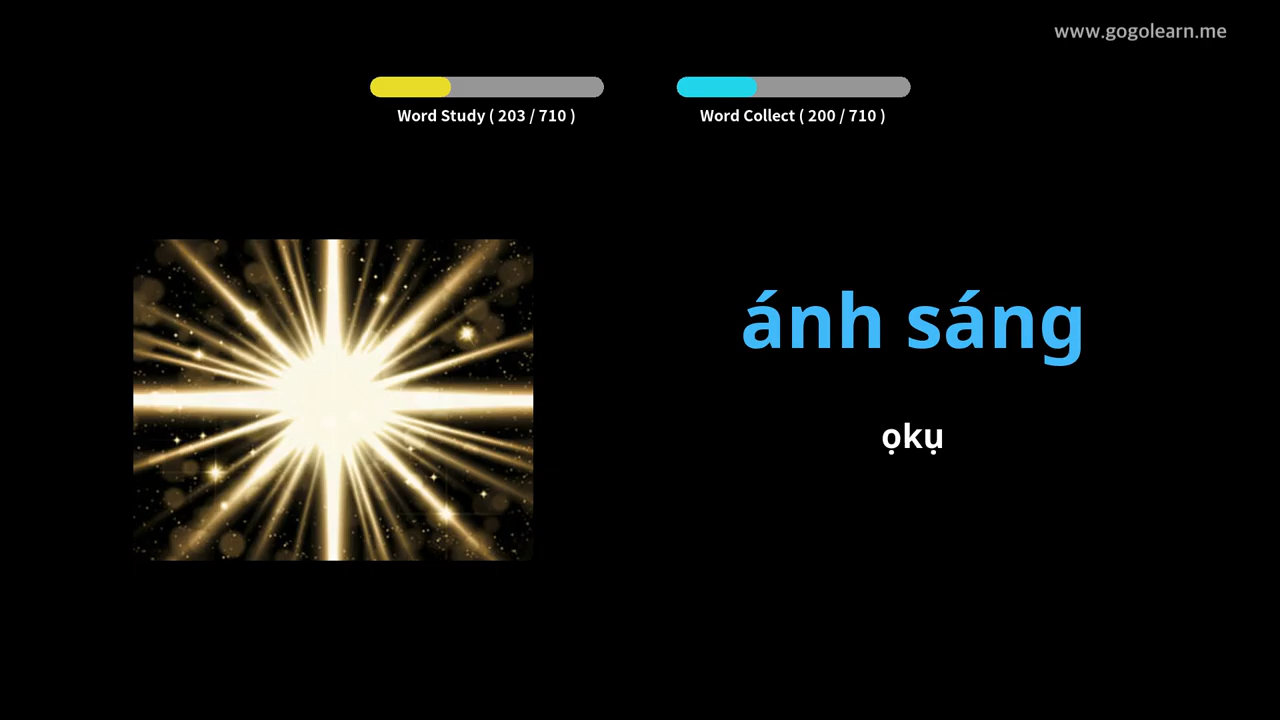 www.gogolearn.me
Word Study ( 203 / 710 )
Word Collect ( 200 / 710 )
ánh sáng
ọkụ